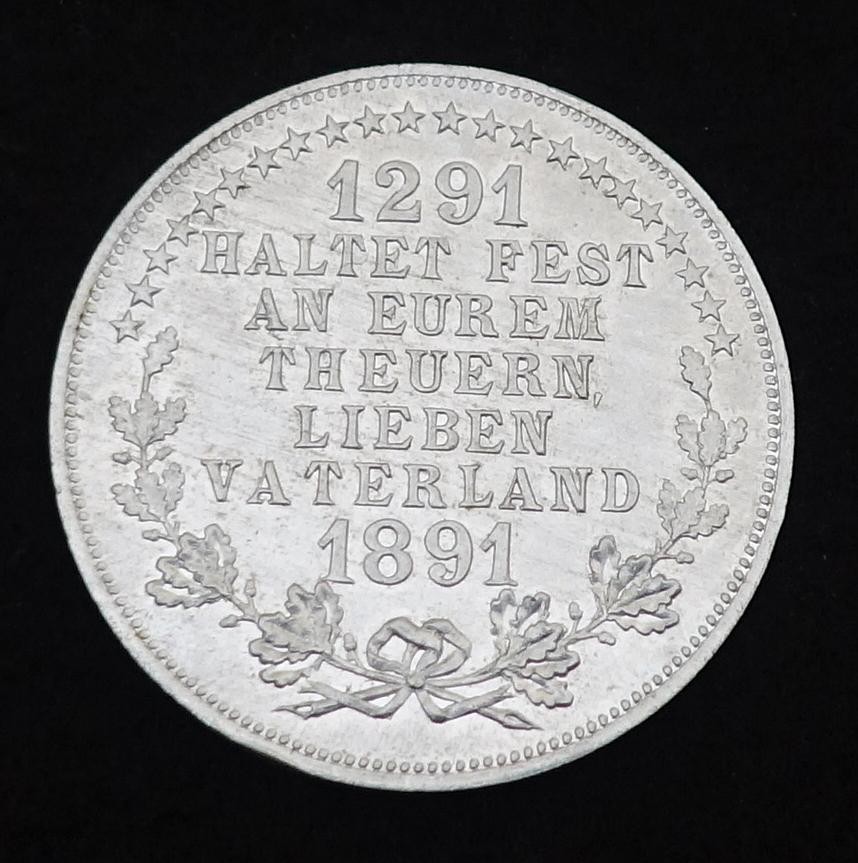 1291
HALTET FEST
AN EUREM
THEUERN,
LIEBEN
VATERLAND
1891